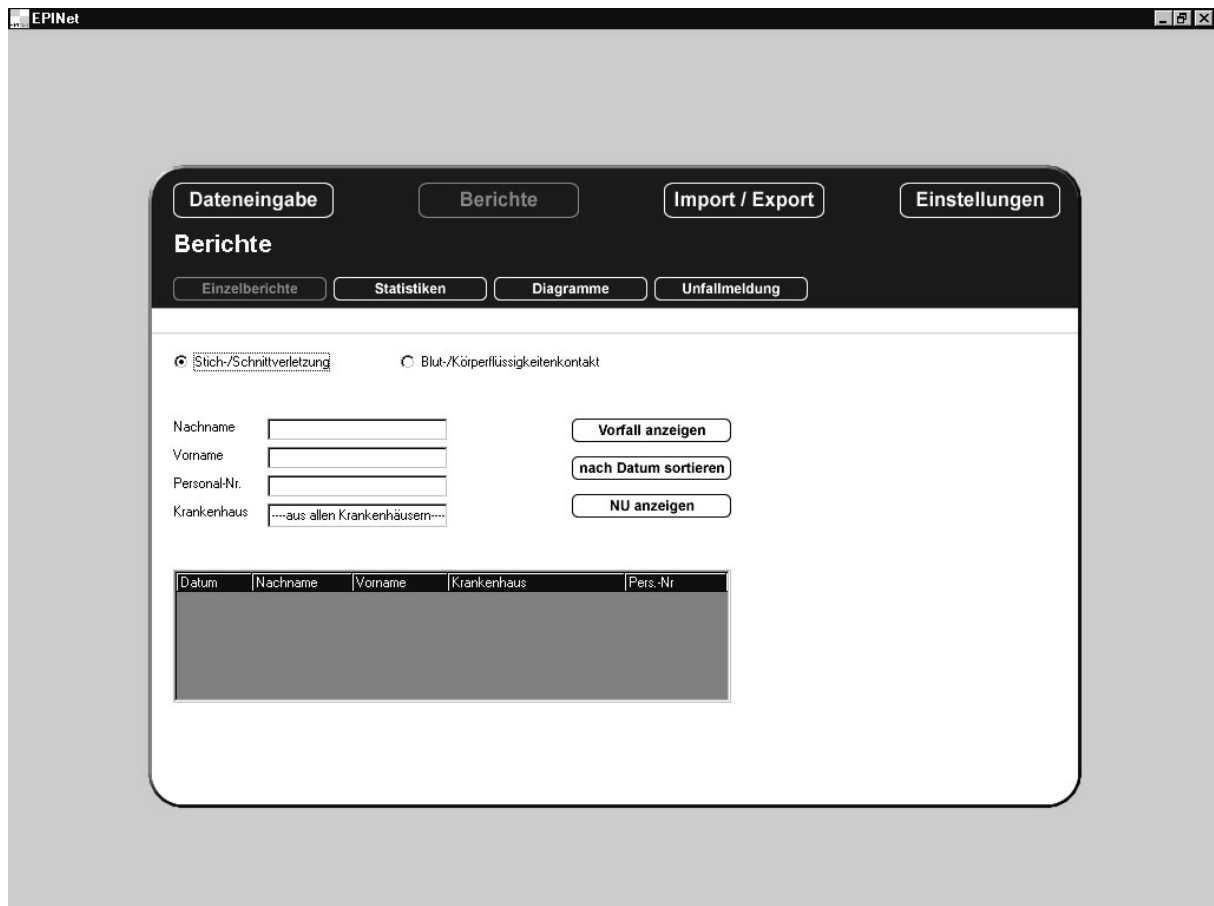 EPINet
Dateneingabe Berichte Import / Export Einstellungen
Berichte
Einzelberichte Statistiken Diagramme Unfallmeldung
Stich-/Schnittverletzung Blut-/Körperflüssigkeitenkontakt
Nachname Vorfall anzeigen
Vorname nach Datum sortieren
Personal-Nr. NU anzeigen
Krankenhaus ----aus allen Krankenhäusern----
Datum Nachname Vorname Krankenhaus Pers.-Nr